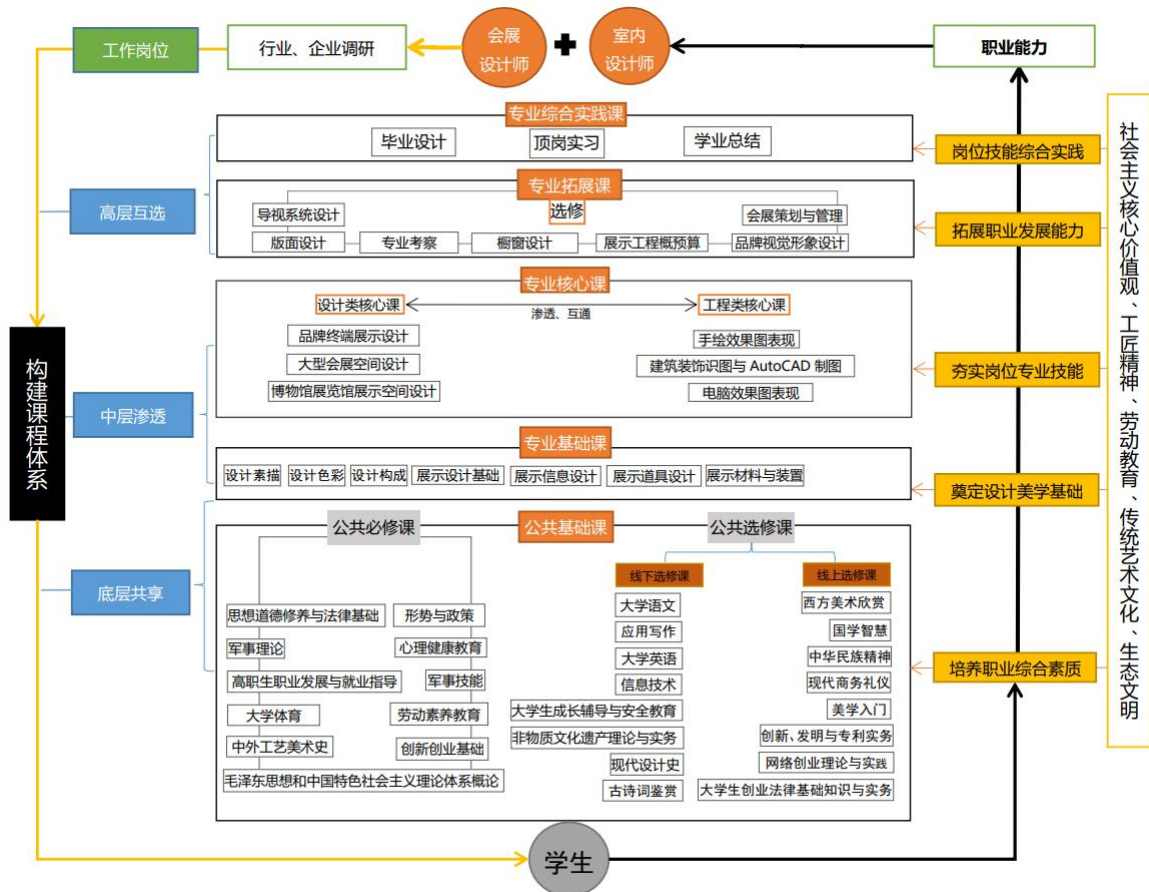 工作岗位
行业、企业调研
会展
设计师
室内
设计师
职业能力
专业综合实践课
毕业设计
顶岗实习
学业总结
岗位技能综合实践
高层互选
专业拓展课
选修
导视系统设计
会展策划与管理
版面设计
专业考察
橱窗设计
展示工程概预算
品牌视觉形象设计
拓展职业发展能力
专业核心课
设计类核心课
渗透、互通
工程类核心课
品牌终端展示设计
大型会展空间设计
博物馆展览馆展示空间设计
手绘效果图表现
建筑装饰识图与 AutoCAD 制图
电脑效果图表现
夯实岗位专业技能
构建课程体系
中层渗透
专业基础课
设计素描
设计色彩
设计构成
展示设计基础
展示信息设计
展示道具设计
展示材料与装置
奠定设计美学基础
底层共享
公共必修课
公共基础课
公共选修课
思想道德修养与法律基础
形势与政策
军事理论
心理健康教育
高职生职业发展与就业指导
军事技能
大学体育
劳动素养教育
中外工艺美术史
创新创业基础
毛泽东思想和中国特色社会主义理论体系概论
线下选修课
大学语文
应用写作
大学英语
信息技术
大学生成长辅导与安全教育
非物质文化遗产理论与实务
现代设计史
古诗词鉴赏
线上选修课
西方美术欣赏
国学智慧
中华民族精神
现代商务礼仪
美学入门
创新、发明与专利实务
网络创业理论与实践
大学生创业法律基础知识与实务
培养职业综合素质
社会主义核心价值观、工匠精神、劳动教育、传统艺术文化、生态文明
学生